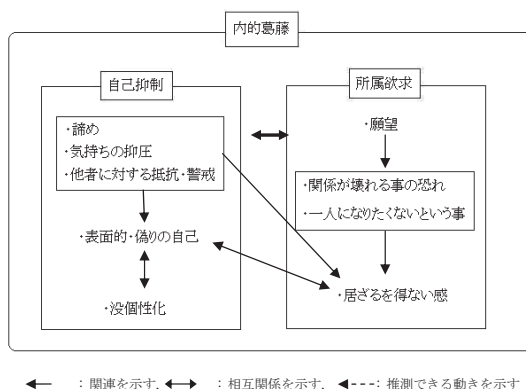 内的葛藤
自己抑制
・諦め
・気持ちの抑圧
・他者に対する抵抗・警戒
・表面的・偽りの自己
・没個性化
所属欲求
・願望
・関係が壊れる事の恐れ
・一人になりたくないという事
・居ざるを得ない感
：関連を示す, ：相互関係を示す, ：推測できる動きを示す